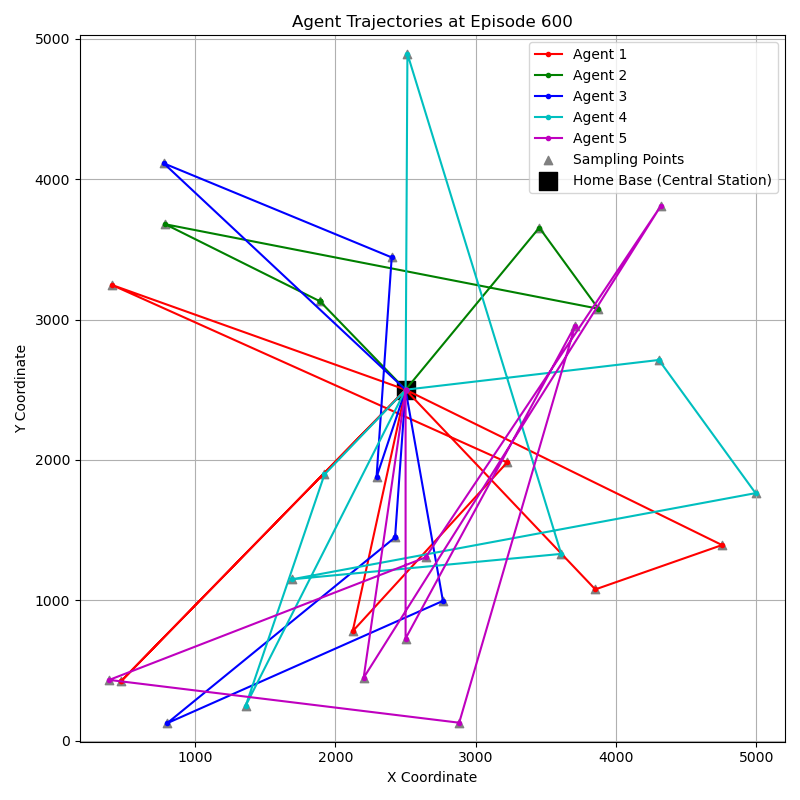 Agent Trajectories at Episode 600
Agent 1
Agent 2
Agent 3
Agent 4
Agent 5
Sampling Points
Home Base (Central Station)
Y Coordinate
5000
4000
3000
2000
1000
0
1000 2000 3000 4000 5000
X Coordinate